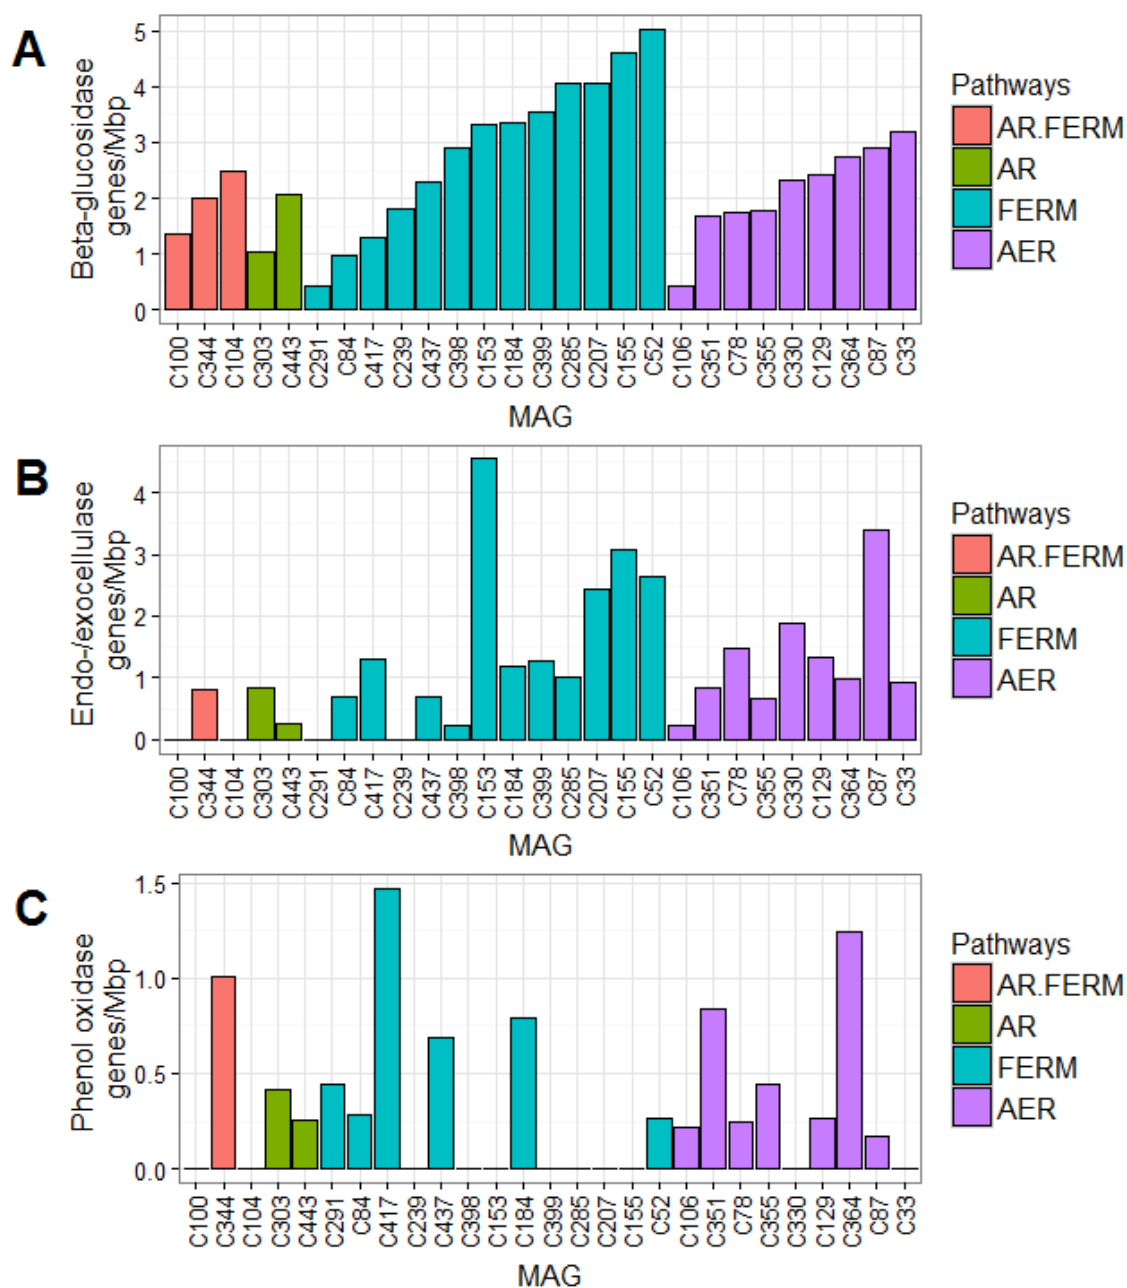 A
Beta-glucosidase
genes/Mbp
5
4
3
2
1
0
C100 C344 C104 C303 C443 C291 C84 C417 C239 C437 C398 C153 C184 C399 C285 C207 C155 C52 C106 C351 C78 C355 C330 C129 C364 C87 C33
MAG
Pathways
AR.FERM
AR
FERM
AER
B
Endo-/exocellulase
genes/Mbp
4
3
2
1
0
C100 C344 C104 C303 C443 C291 C84 C417 C239 C437 C398 C153 C184 C399 C285 C207 C155 C52 C106 C351 C78 C355 C330 C129 C364 C87 C33
MAG
Pathways
AR.FERM
AR
FERM
AER
C
Phenol oxidase
genes/Mbp
1.5
1.0
0.5
0.0
C100 C344 C104 C303 C443 C291 C84 C417 C239 C437 C398 C153 C184 C399 C285 C207 C155 C52 C106 C351 C78 C355 C330 C129 C364 C87 C33
MAG
Pathways
AR.FERM
AR
FERM
AER